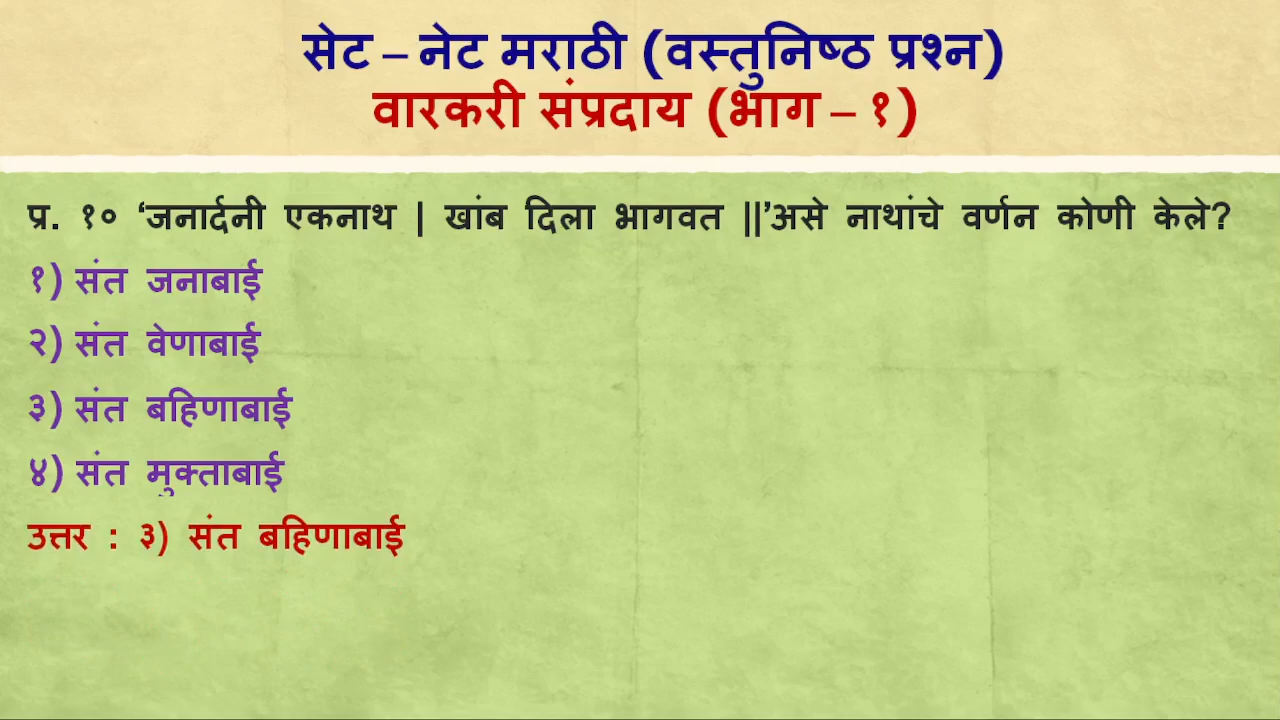 सेट – नेट मराठी (वस्तुनिष्ठ प्रश्न)
वारकरी संप्रदाय (भाग – १)
प्र. १० ‘जनार्दनी एकनाथ | खांब दिला भागवत ||’असे नाथांचे वर्णन कोणी केले?
१) संत जनाबाई
२) संत वेणाबाई
३) संत बहिणाबाई
४) संत मुक्ताबाई
उत्तर : ३) संत बहिणाबाई